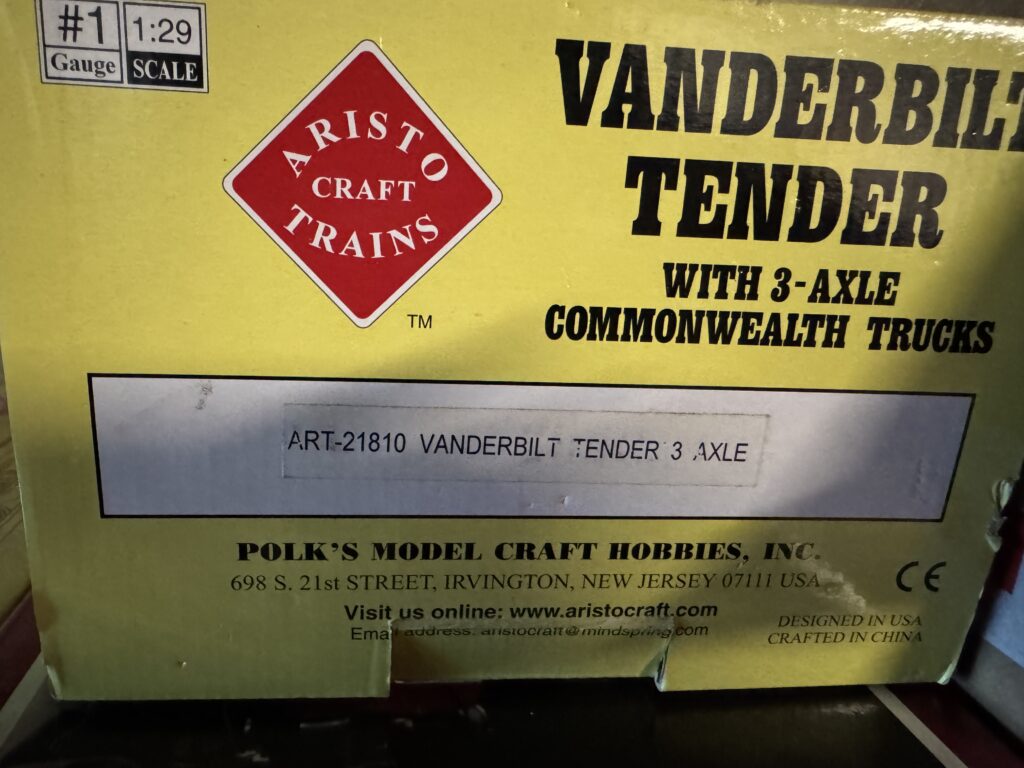 #1 Gauge
1:29 SCALE
ARISTO
CRAFT
TRAINS
TM
VANDERBILT
TENDER
WITH 3-AXLE
COMMONWEALTH TRUCKS
ART-21810 VANDERBILT TENDER 3 AXLE
POLK'S MODEL CRAFT HOBBIES, INC.
698 S. 21st STREET, IRVINGTON, NEW JERSEY 07111 USA
Visit us online: www.aristocraft.com
Email address: aristocraft@mindspring.com
CE
DESIGNED IN USA
CRAFTED IN CHINA